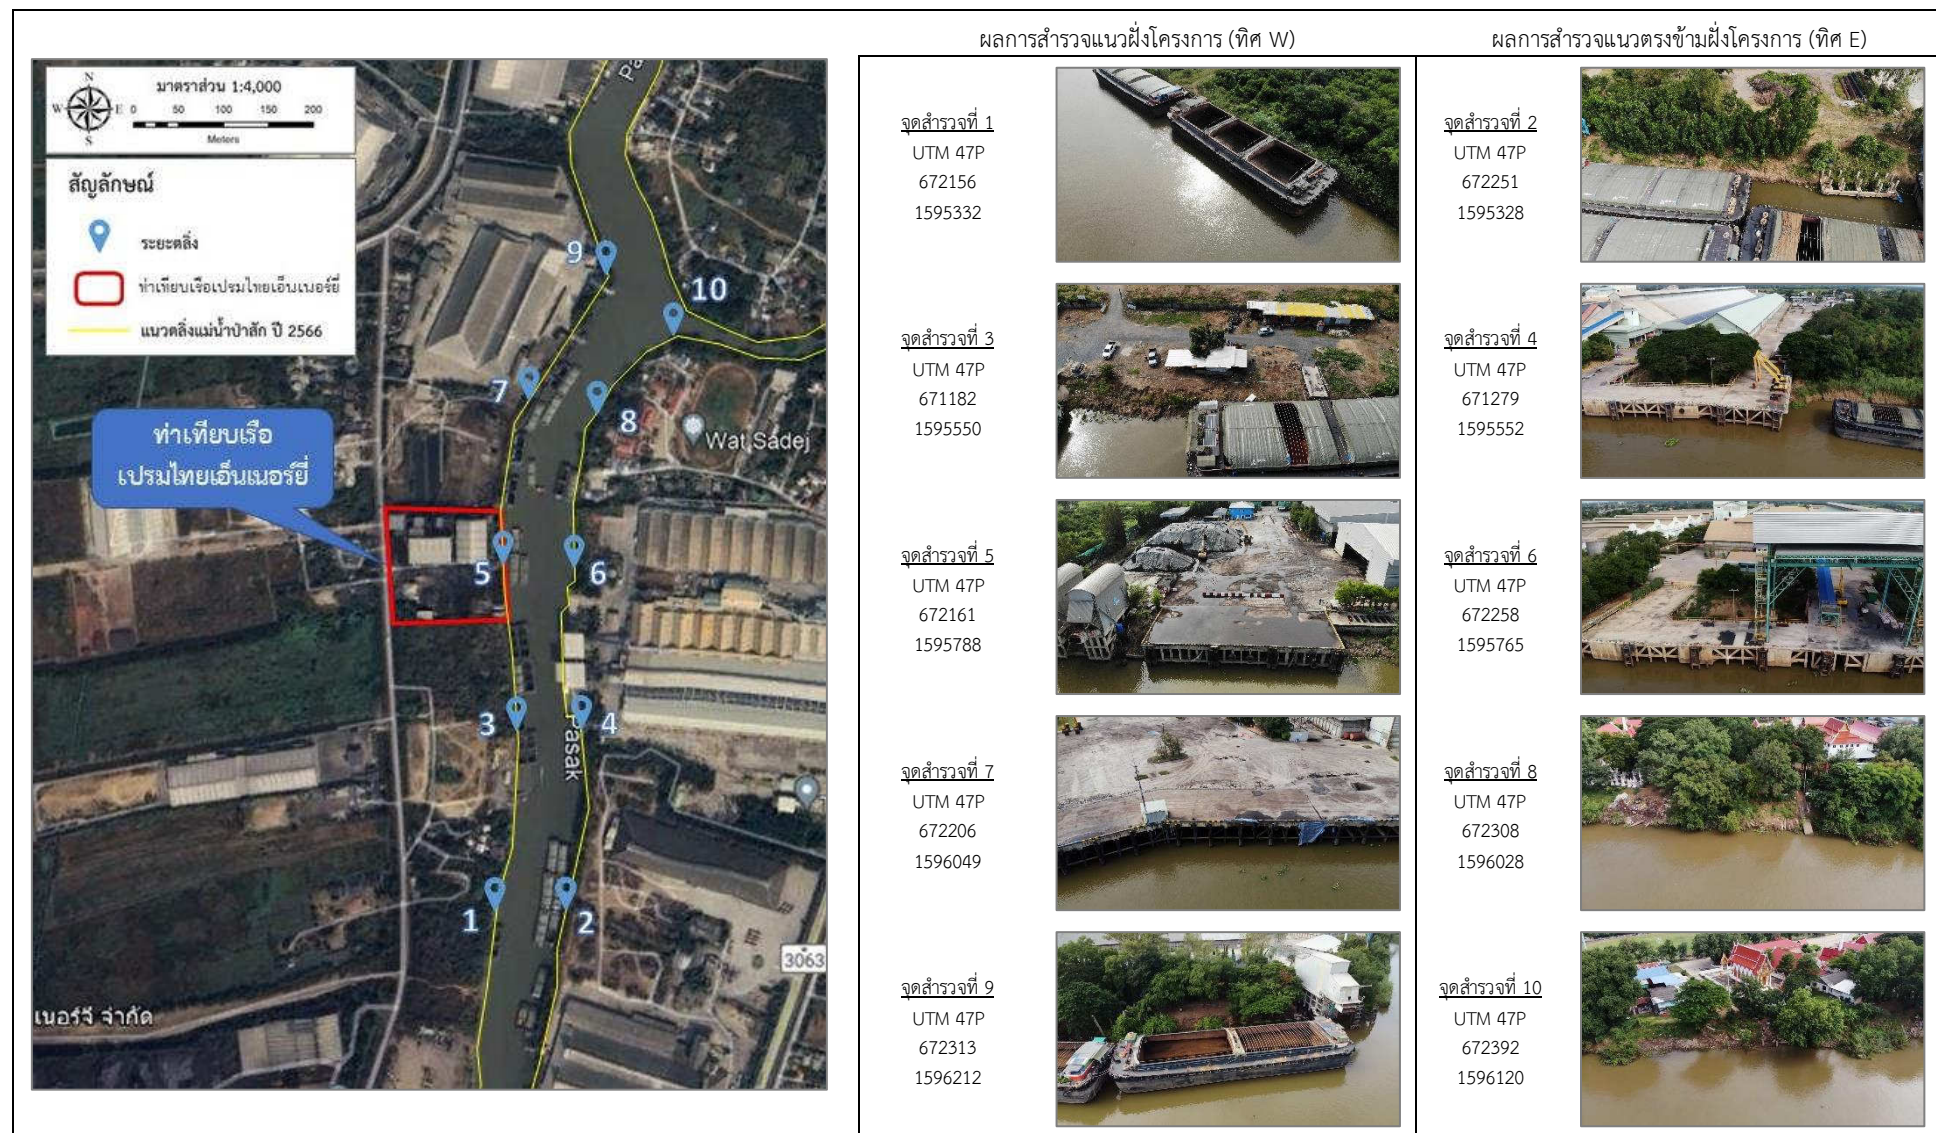 ผลการสำรวจแนวฝั่งโครงการ (ทิศ W)
ผลการสำรวจแนวตรงข้ามฝั่งโครงการ (ทิศ E)
N
W
E
S
มาตราส่วน 1:4,000
0 50 100 150 200
Meters
สัญลักษณ์
ระยะตลิ่ง
ท่าเทียบเรือเปรมไทยเอ็นเนอร์ยี่
แนวตลิ่งแม่น้ำป่าสัก ปี 2566
Pa
9
10
7
8
Wat Sadej
ท่าเทียบเรือ
เปรมไทยเอ็นเนอร์ยี่
5
6
3
4
Pasak
1
2
3063
เนอร์จี จำกัด
จุดสำรวจที่ 1
UTM 47P
672156
1595332
จุดสำรวจที่ 2
UTM 47P
672251
1595328
จุดสำรวจที่ 3
UTM 47P
671182
1595550
จุดสำรวจที่ 4
UTM 47P
671279
1595552
จุดสำรวจที่ 5
UTM 47P
672161
1595788
จุดสำรวจที่ 6
UTM 47P
672258
1595765
จุดสำรวจที่ 7
UTM 47P
672206
1596049
จุดสำรวจที่ 8
UTM 47P
672308
1596028
จุดสำรวจที่ 9
UTM 47P
672313
1596212
จุดสำรวจที่ 10
UTM 47P
672392
1596120